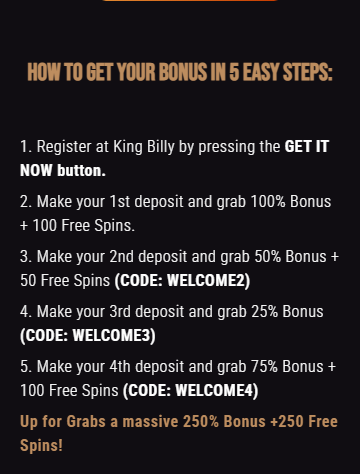 HOW TO GET YOUR BONUS IN 5 EASY STEPS:
1. Register at King Billy by pressing the GET IT
NOW button.
2. Make your 1st deposit and grab 100% Bonus
+ 100 Free Spins.
3. Make your 2nd deposit and grab 50% Bonus +
50 Free Spins (CODE: WELCOME2)
4. Make your 3rd deposit and grab 25% Bonus
(CODE: WELCOME3)
5. Make your 4th deposit and grab 75% Bonus +
100 Free Spins (CODE: WELCOME4)
Up for Grabs a massive 250% Bonus +250 Free
Spins!